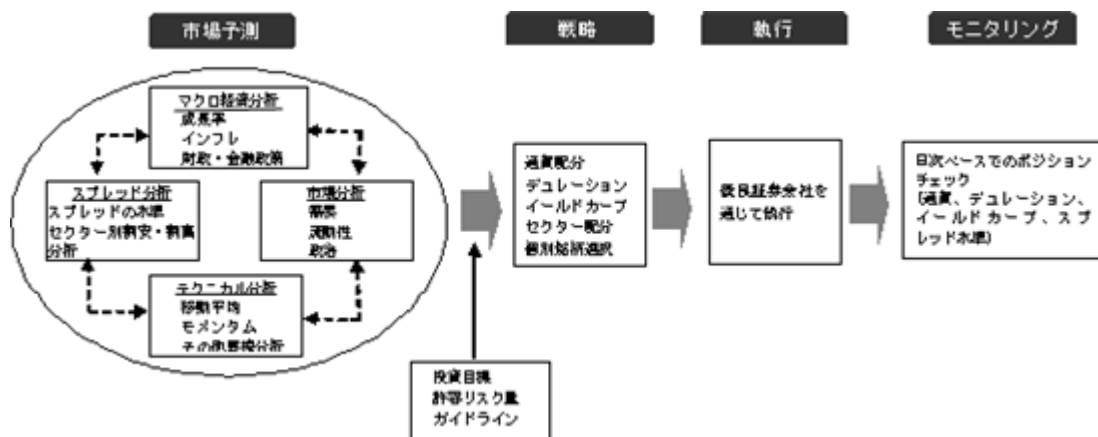 市場予測
戦略
執行
モニタリング
マクロ経済分析
成長率
インフレ
財政・金融政策
スプレッド分析
スプレッドの水準
セクター別割安・割高
分析
市場分析
需要
流動性
政治
テクニカル分析
移動平均
モメンタム
その他罫線分析
通貨配分
デュレーション
イールドカーブ
セクター配分
個別銘柄選択
投資目標
許容リスク量
ガイドライン
優良証券会社を
通じて執行
日次ベースでのポジション
チェック
(通貨、デュレーション、
イールドカーブ、スプ
レッド水準)